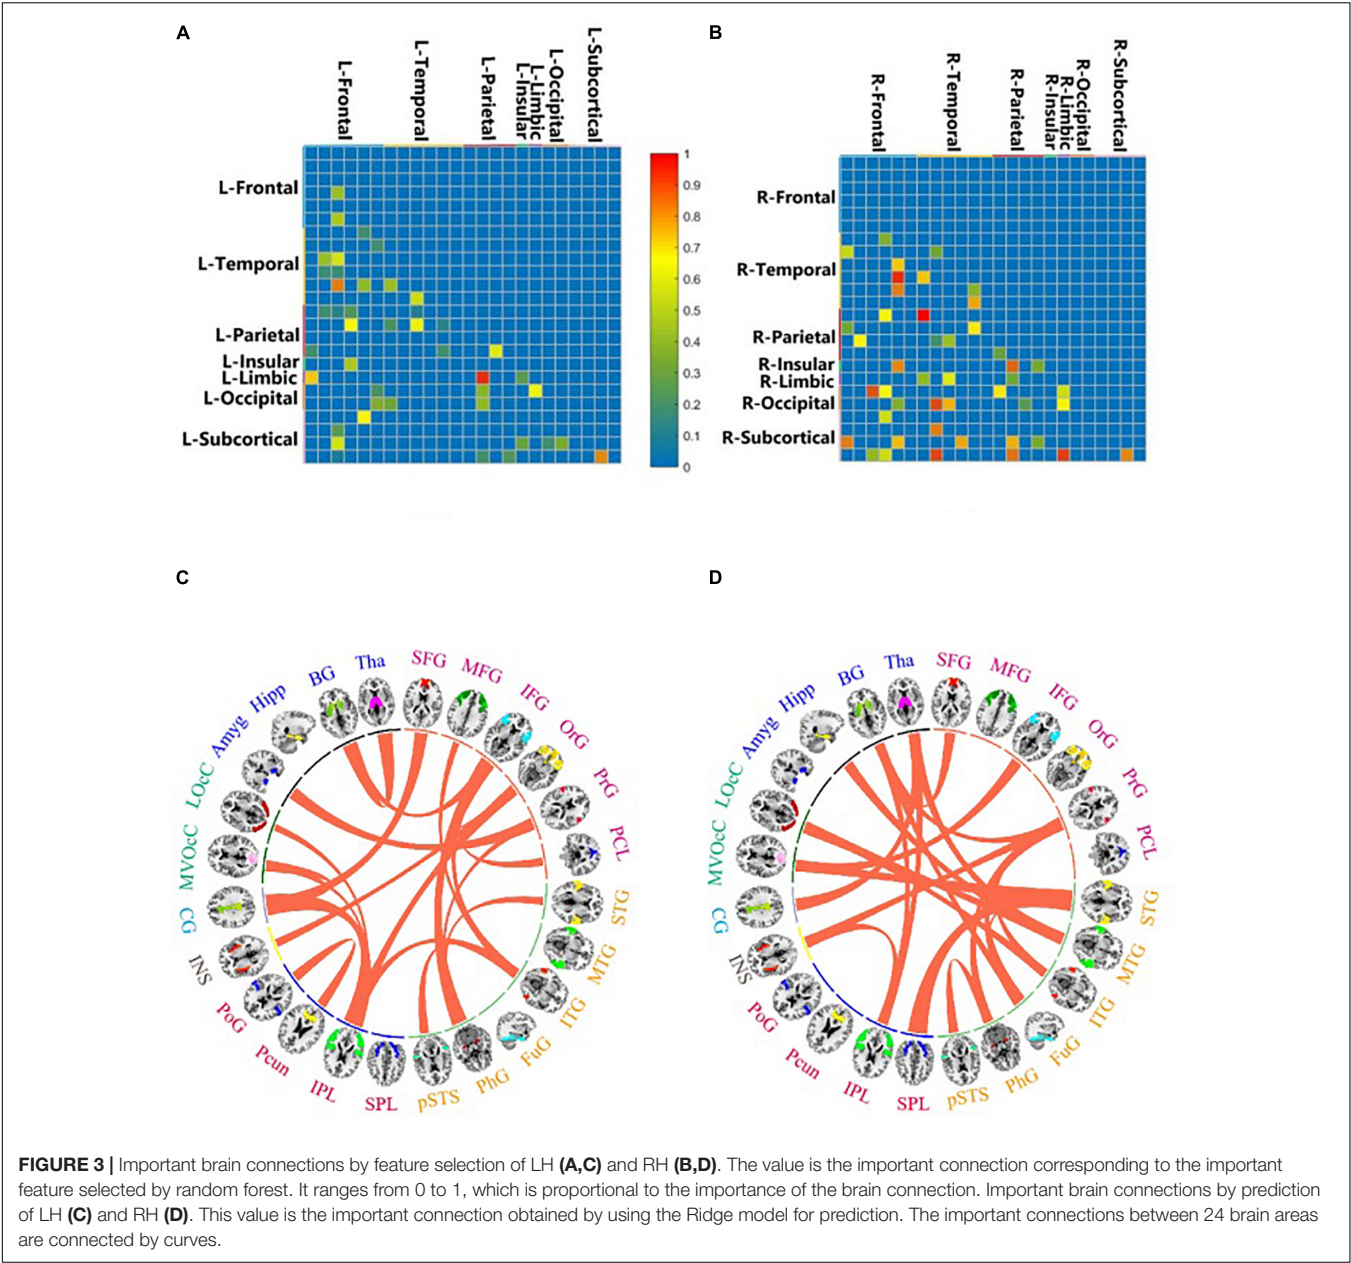 A
L-Frontal
L-Temporal
L-Parietal
L-Insular
L-Limbic
L-Occipital
L-Subcortical
L-Frontal
L-Temporal
L-Parietal
L-Insular
L-Limbic
L-Occipital
L-Subcortical
1
0.9
0.8
0.7
0.6
0.5
0.4
0.3
0.2
0.1
0
B
R-Frontal
R-Temporal
R-Parietal
R-Insular
R-Limbic
R-Occipital
R-Subcortical
R-Frontal
R-Temporal
R-Parietal
R-Insular
R-Limbic
R-Occipital
R-Subcortical
C
SFG
MFG
IFG
OrG
PrG
PCL
STG
MTG
ITG
FuG
PhG
pSTS
SPL
IPL
Pcun
PoG
INS
CG
MVOcC
LOcC
Amyg
Hipp
BG
Tha
D
SFG
MFG
IFG
OrG
PrG
PCL
STG
MTG
ITG
FuG
PhG
pSTS
SPL
IPL
Pcun
PoG
INS
CG
MVOcC
LOcC
Amyg
Hipp
BG
Tha
FIGURE 3 | Important brain connections by feature selection of LH (A,C) and RH (B,D). The value is the important connection corresponding to the important
feature selected by random forest. It ranges from 0 to 1, which is proportional to the importance of the brain connection. Important brain connections by prediction
of LH (C) and RH (D). This value is the important connection obtained by using the Ridge model for prediction. The important connections between 24 brain areas
are connected by curves.